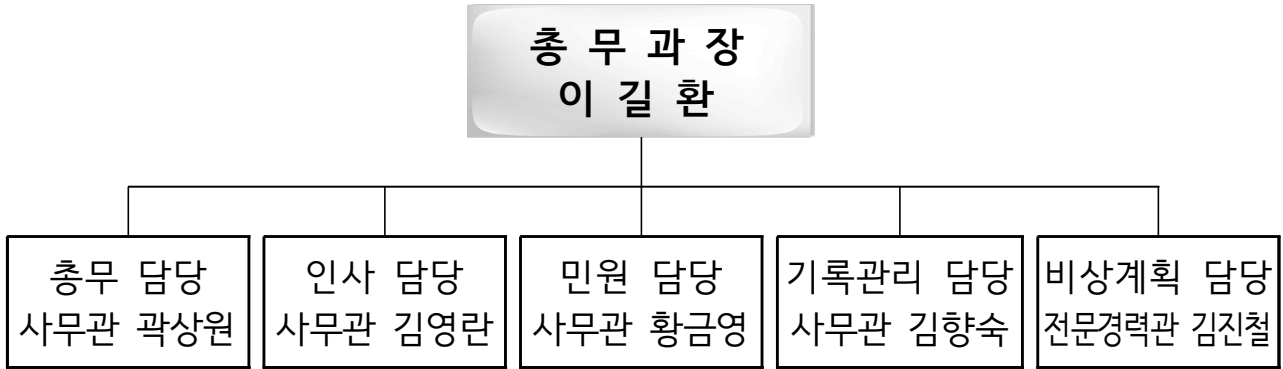 총 무 과 장
이 길 환
총무 담당
사무관 곽상원
인사 담당
사무관 김영란
민원 담당
사무관 황금영
기록관리 담당
사무관 김향숙
비상계획 담당
전문경력관 김진철